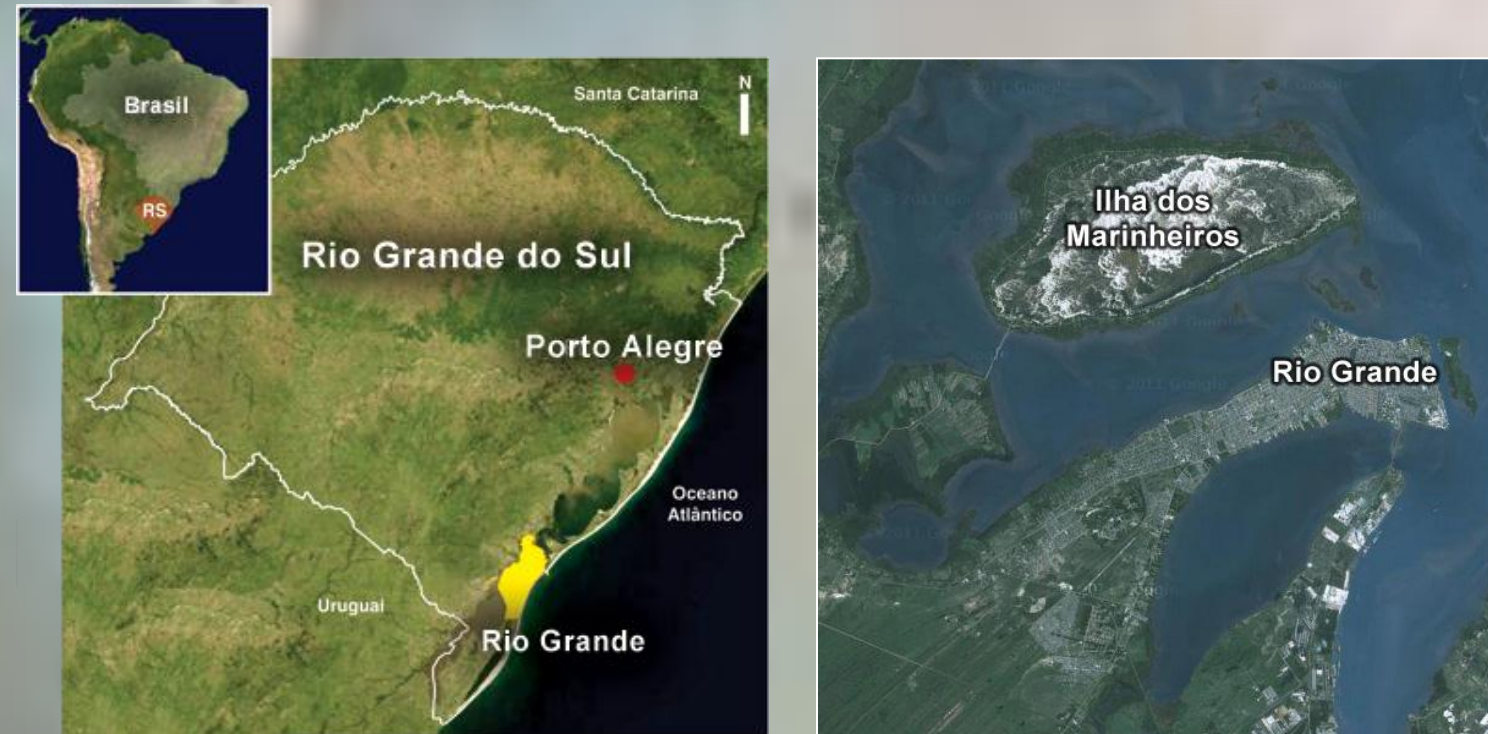 Brasil
RS
N
Santa Catarina
Rio Grande do Sul
Porto Alegre
Oceano
Atlântico
Uruguai
Rio Grande
Ilha dos
Marinheiros
Rio Grande